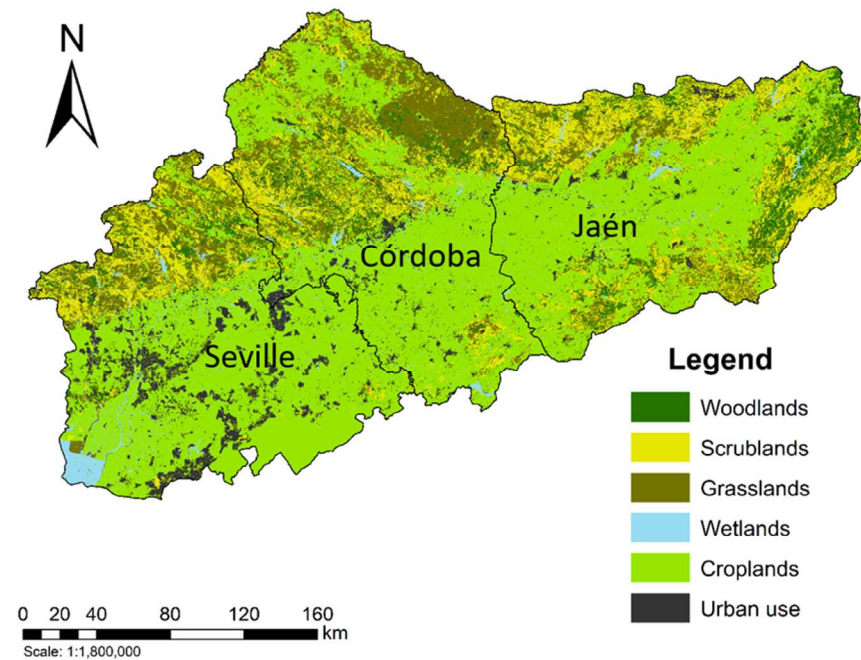 N
Jaén
Córdoba
Seville
Legend
Woodlands
Scrublands
Grasslands
Wetlands
Croplands
Urban use
0 20 40 80 120 160
km
Scale: 1:1,800,000